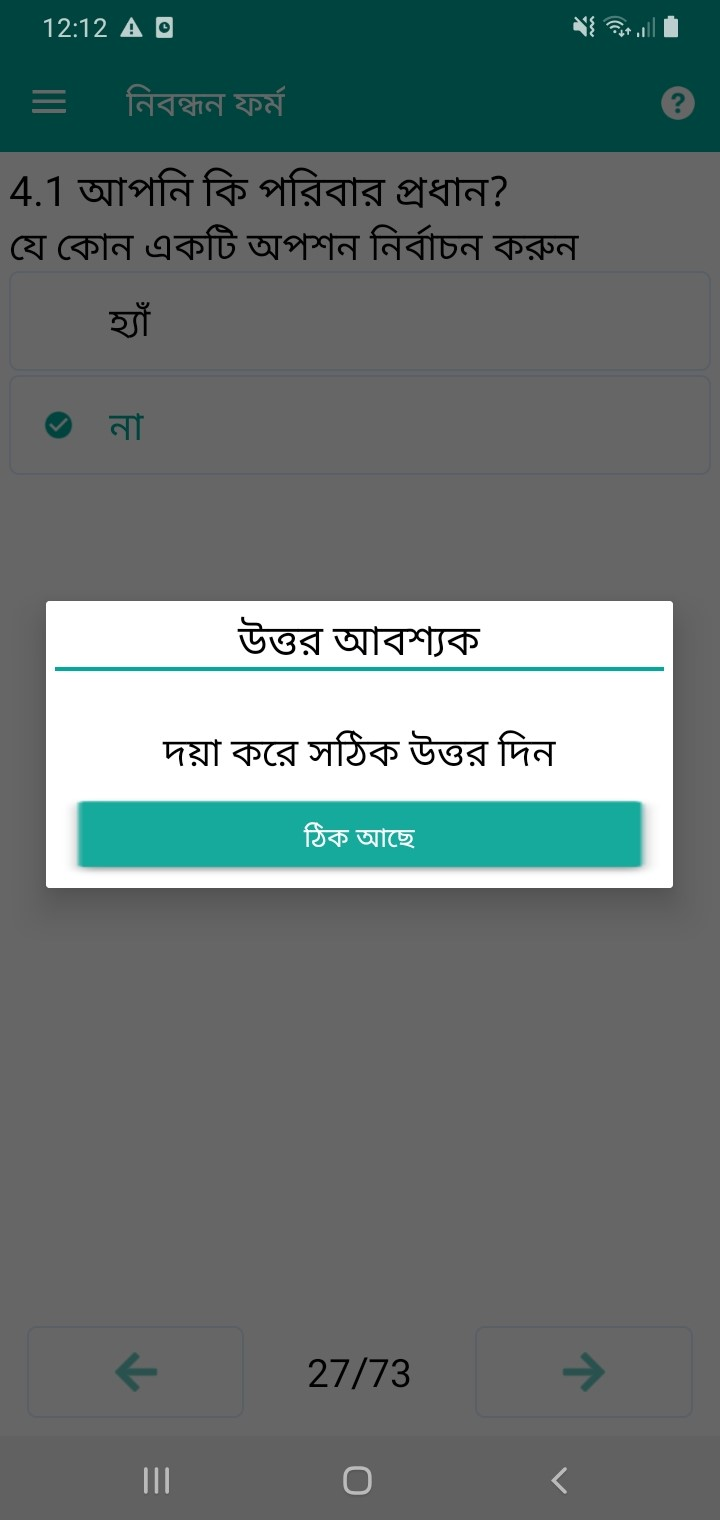 12:12
নিবন্ধন ফর্ম
?
4.1 আপনি কি পরিবার প্রধান?
যে কোন একটি অপশন নির্বাচন করুন
হ্যাঁ
না
উত্তর আবশ্যক
দয়া করে সঠিক উত্তর দিন
ঠিক আছে
27/73